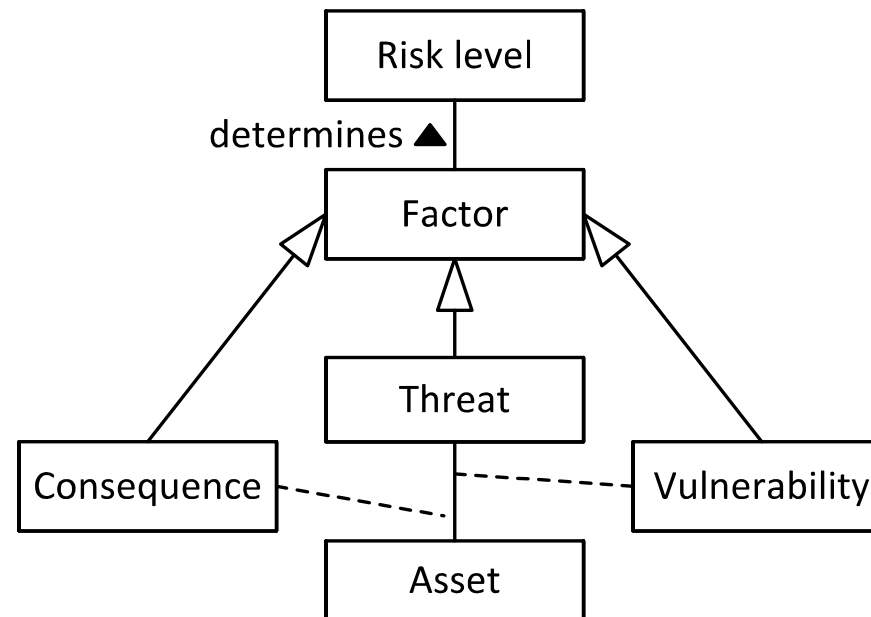 Risk level
determines ▲
Factor
Threat
Consequence
Vulnerability
Asset